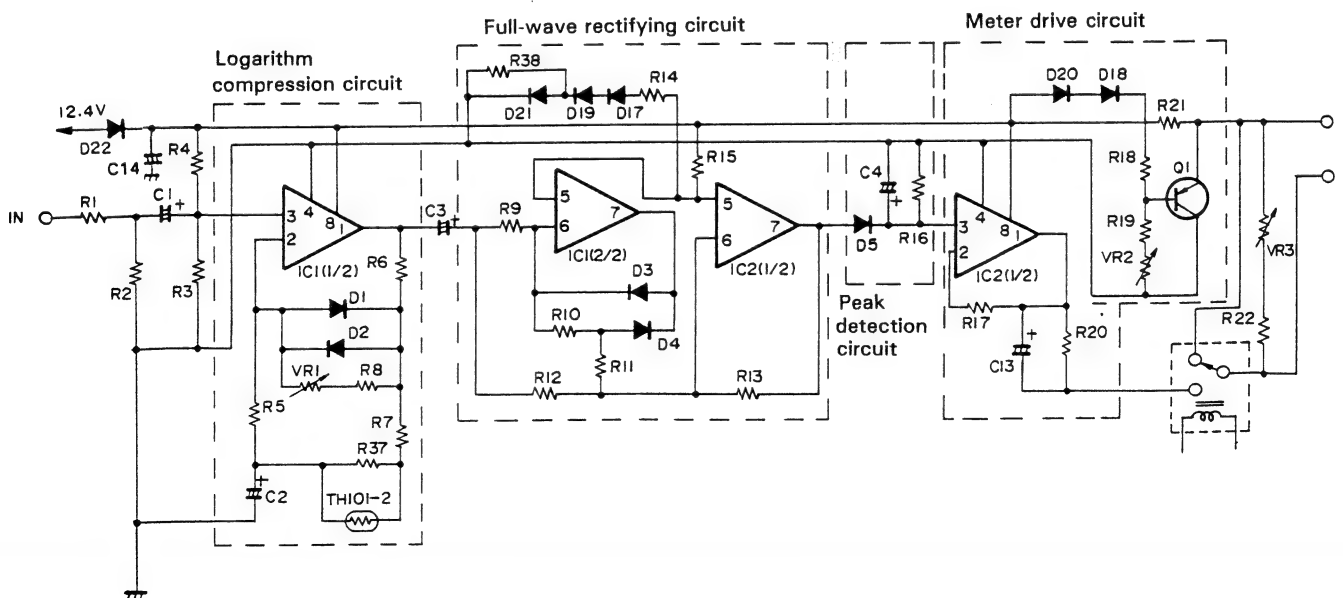 Full-wave rectifying circuit
Meter drive circuit
Logarithm
compression circuit
R38
R14
D21
D19
D17
D20
D18
R21
12.4V
D22
C14
R4
R15
R18
Q1
C4
R16
R19
VR2
VR3
IN
R1
C1
+
3
4
2
8
1
IC1(1/2)
C3
+
R9
5
6
7
IC1(2/2)
5
6
7
IC2(1/2)
D5
+
3
4
2
8
1
IC2(1/2)
R2
R3
R6
D1
D2
VR1
R8
D3
R10
D4
R11
R12
R13
Peak
detection
circuit
R17
+
C13
R20
R22
R5
R7
R37
+
C2
TH101-2